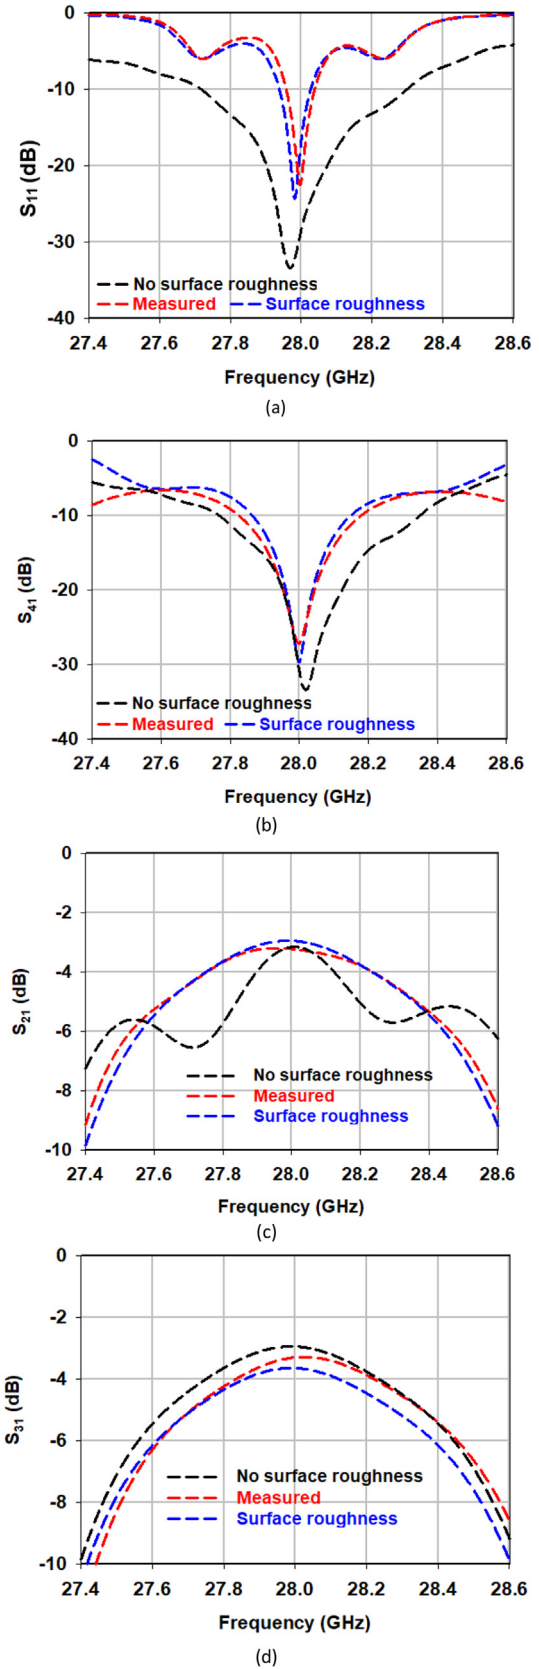 0
-10
-20
-30
-40
S11 (dB)
No surface roughness
Measured Surface roughness
27.4 27.6 27.8 28.0 28.2 28.4 28.6
Frequency (GHz)
(a)
0
-10
-20
-30
-40
S41 (dB)
No surface roughness
Measured Surface roughness
27.4 27.6 27.8 28.0 28.2 28.4 28.6
Frequency (GHz)
(b)
0
-2
-4
-6
-8
-10
S21 (dB)
No surface roughness
Measured
Surface roughness
27.4 27.6 27.8 28.0 28.2 28.4 28.6
Frequency (GHz)
(c)
0
-2
-4
-6
-8
-10
S31 (dB)
No surface roughness
Measured
Surface roughness
27.4 27.6 27.8 28.0 28.2 28.4 28.6
Frequency (GHz)
(d)